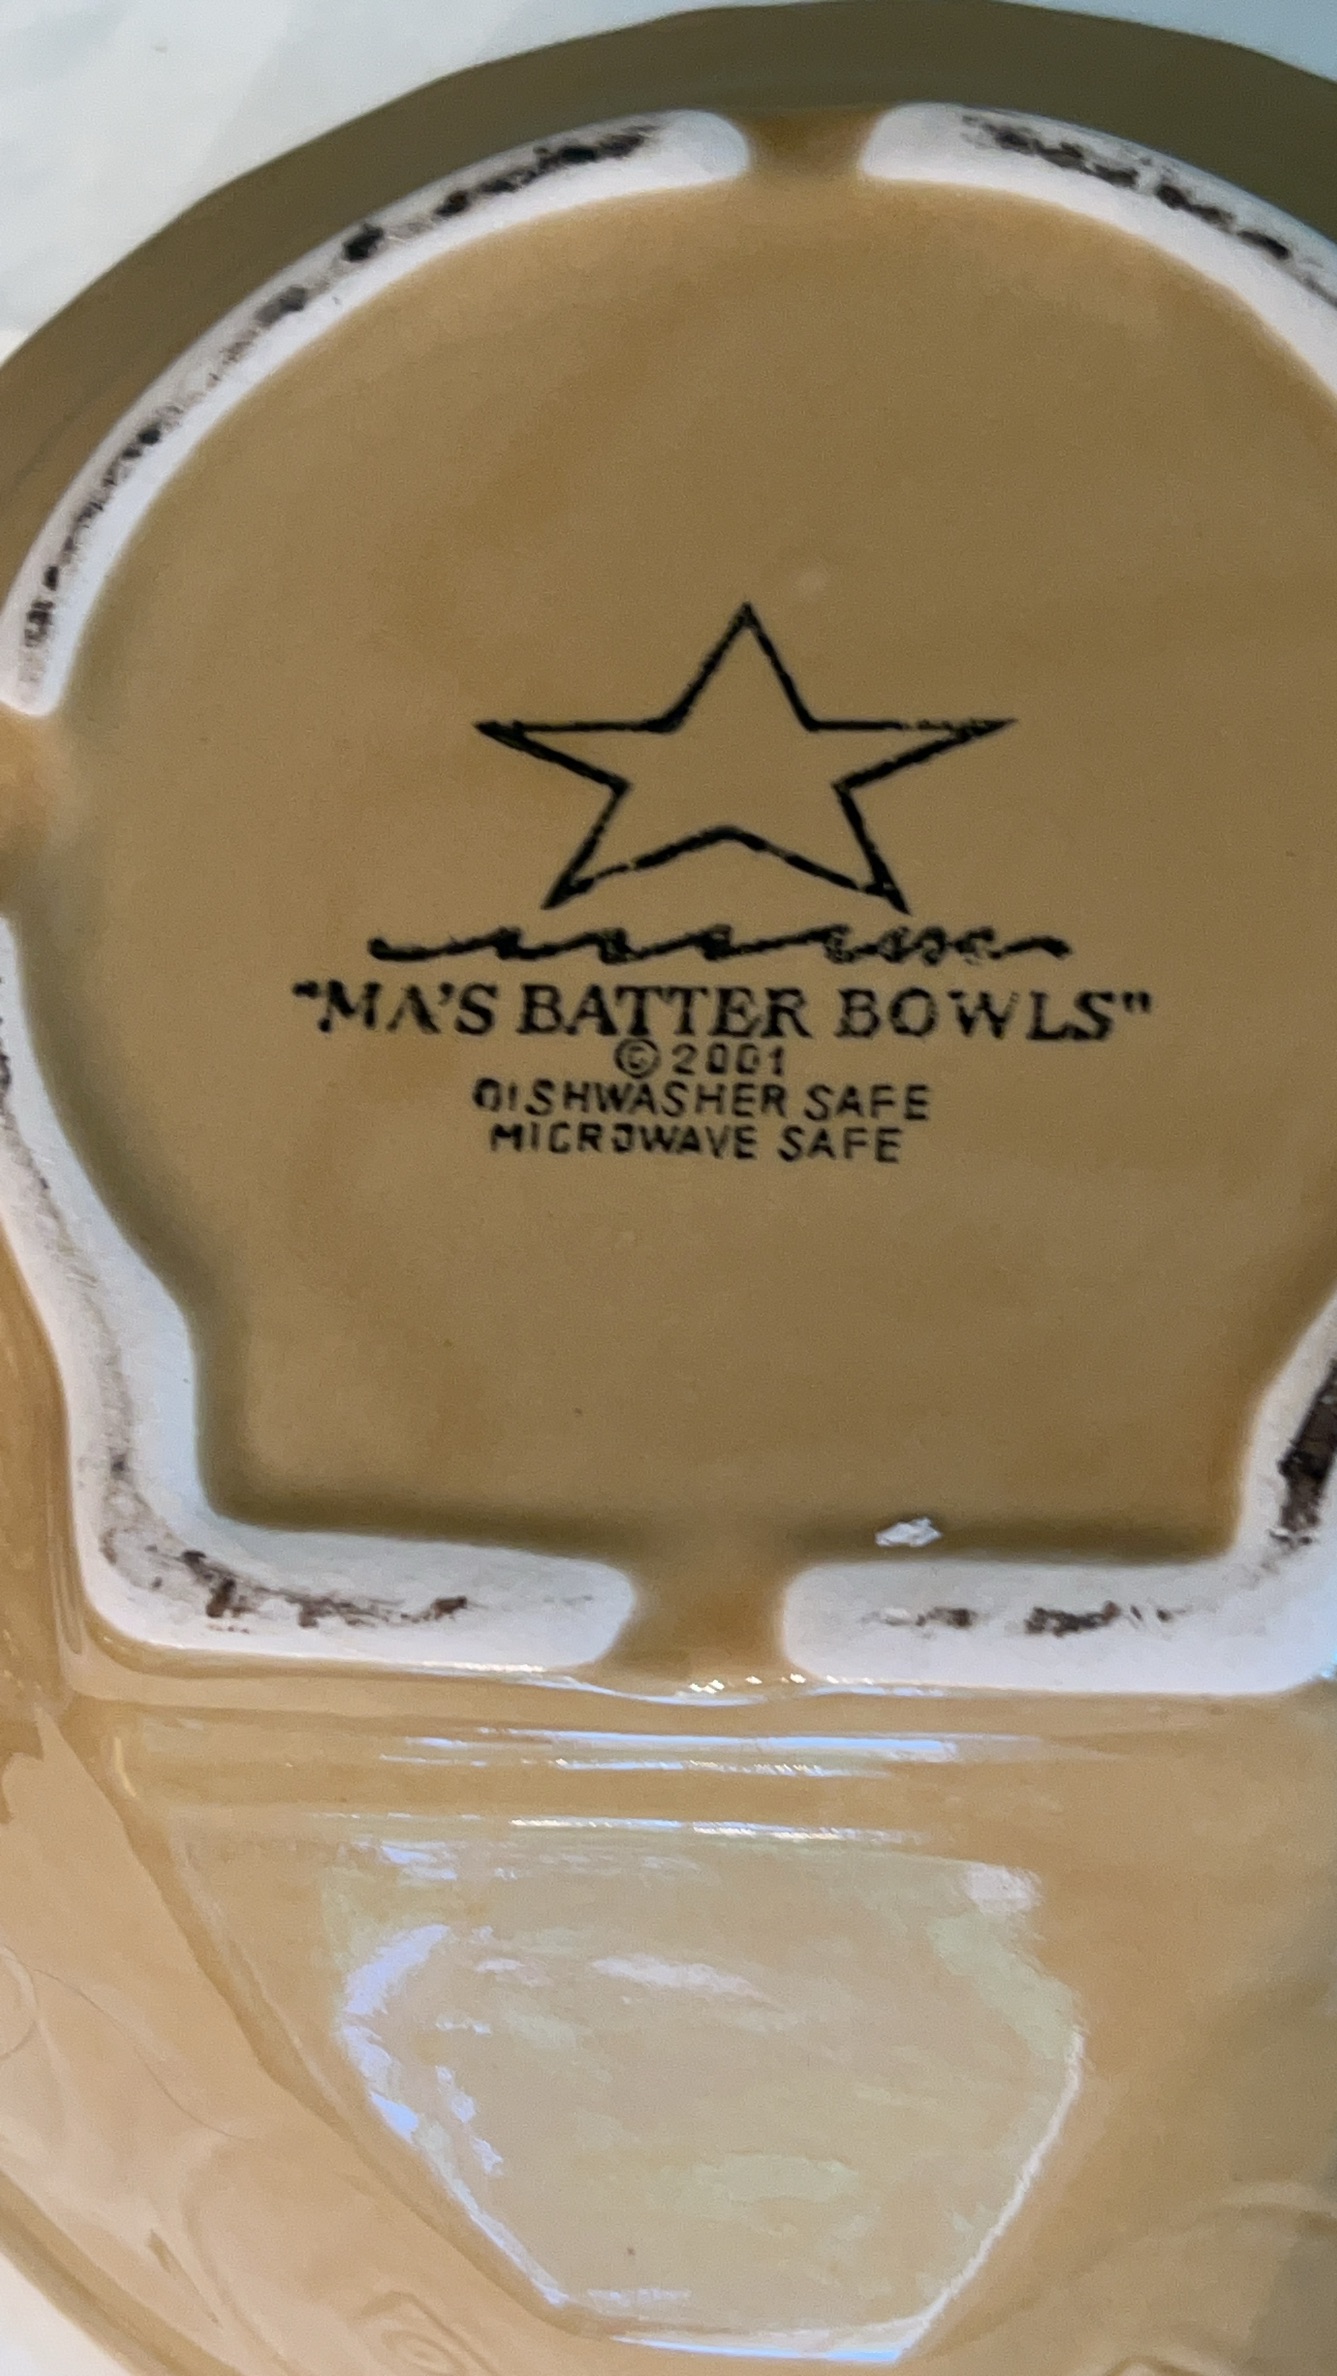 "MA'S BATTER BOWLS"
© 2001
DISHWASHER SAFE
MICROWAVE SAFE